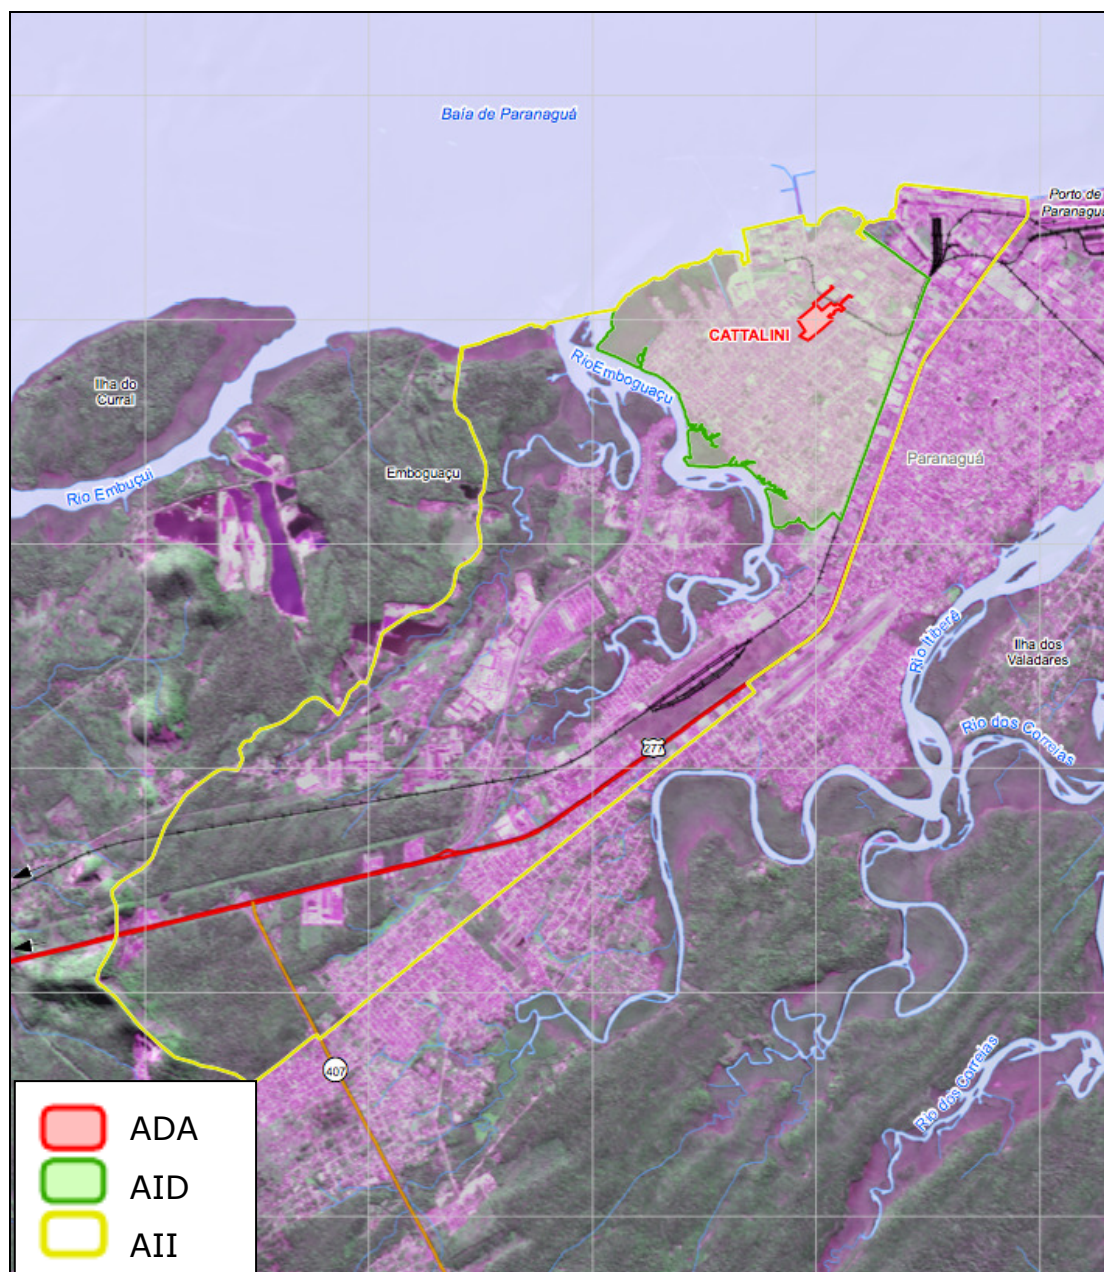 Baía de Paranaguá
Porto de
Paranaguá
CATTALINI
Rio Emboguaçu
Ilha do
Curral
Emboguaçu
Paranaguá
Rio Embuçui
Rio Itiberê
Ilha dos
Valadares
Rio dos Correias
277
407
Rio dos Correias
ADA
AID
AII